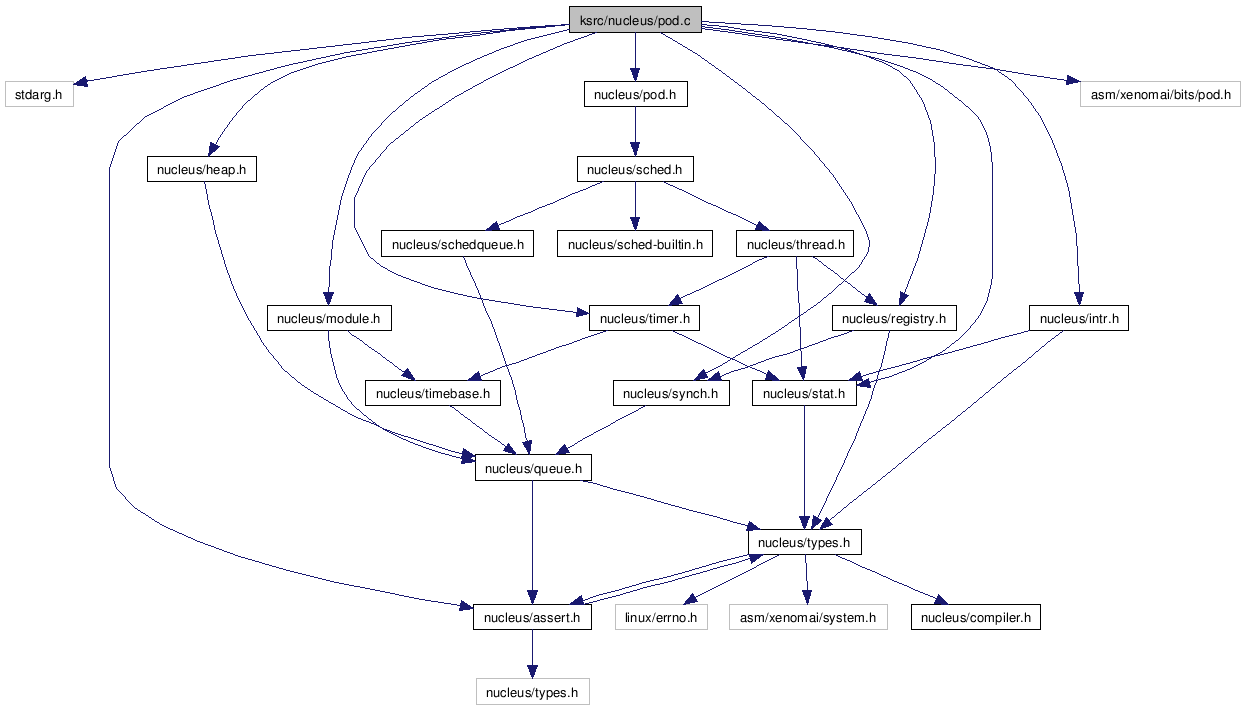 ksrc/nucleus/pod.c
stdarg.h
nucleus/pod.h
asm/xenomai/bits/pod.h
nucleus/heap.h
nucleus/sched.h
nucleus/schedqueue.h
nucleus/sched-builtin.h
nucleus/thread.h
nucleus/module.h
nucleus/timer.h
nucleus/registry.h
nucleus/intr.h
nucleus/timebase.h
nucleus/synch.h
nucleus/stat.h
nucleus/queue.h
nucleus/types.h
nucleus/assert.h
linux/errno.h
asm/xenomai/system.h
nucleus/compiler.h
nucleus/types.h